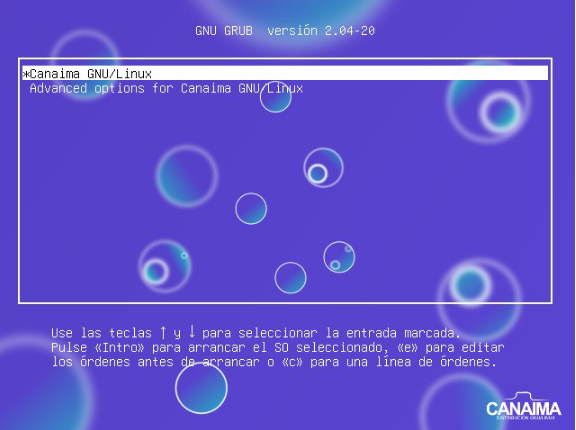 GNU GRUB versión 2.04-20
*Canaima GNU/Linux
Advanced options for Canaima GNU/Linux
Use las teclas ↑ y ↓ para seleccionar la entrada marcada.
Pulse «Intro» para arrancar el SO seleccionado, «e» para editar
los órdenes antes de arrancar o «c» para una línea de órdenes.
CANAIMA